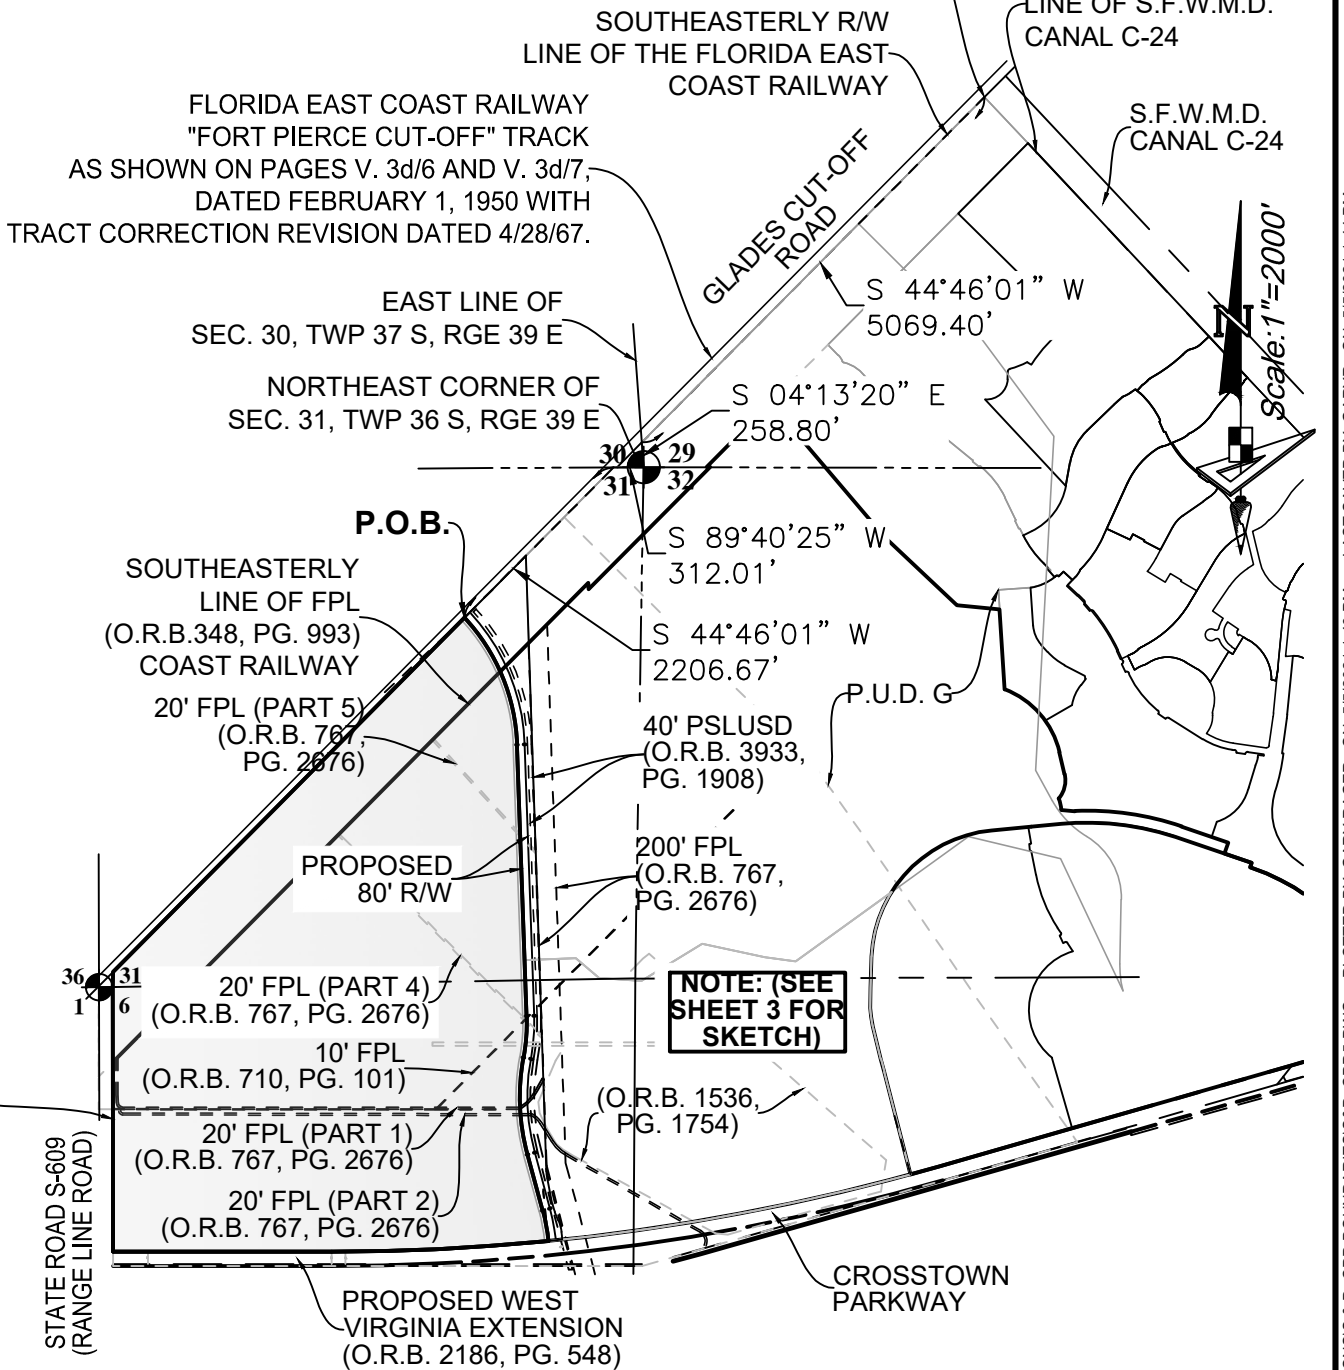 LINE OF S.F.W.M.D.
CANAL C-24
SOUTHEASTERLY R/W
LINE OF THE FLORIDA EAST
COAST RAILWAY
FLORIDA EAST COAST RAILWAY
"FORT PIERCE CUT-OFF" TRACK
AS SHOWN ON PAGES V. 3d/6 AND V. 3d/7,
DATED FEBRUARY 1, 1950 WITH
TRACT CORRECTION REVISION DATED 4/28/67.
S.F.W.M.D.
CANAL C-24
GLADES CUT-OFF
ROAD
Scale:1"=2000'
N
S 44°46'01" W
5069.40'
EAST LINE OF
SEC. 30, TWP 37 S, RGE 39 E
NORTHEAST CORNER OF
SEC. 31, TWP 36 S, RGE 39 E
S 04°13'20" E
258.80'
30 29
31 32
P.O.B.
S 89°40'25" W
312.01'
SOUTHEASTERLY
LINE OF FPL
(O.R.B.348, PG. 993)
COAST RAILWAY
S 44°46'01" W
2206.67'
20' FPL (PART 5)
(O.R.B. 767,
PG. 2676)
P.U.D. G
40' PSLUSD
(O.R.B. 3933,
PG. 1908)
PROPOSED
80' R/W
200' FPL
(O.R.B. 767,
PG. 2676)
36 31
1 6
20' FPL (PART 4)
(O.R.B. 767, PG. 2676)
NOTE: (SEE
SHEET 3 FOR
SKETCH)
10' FPL
(O.R.B. 710, PG. 101)
(O.R.B. 1536,
PG. 1754)
20' FPL (PART 1)
(O.R.B. 767, PG. 2676)
20' FPL (PART 2)
(O.R.B. 767, PG. 2676)
STATE ROAD S-609
(RANGE LINE ROAD)
CROSSTOWN
PARKWAY
PROPOSED WEST
VIRGINIA EXTENSION
(O.R.B. 2186, PG. 548)